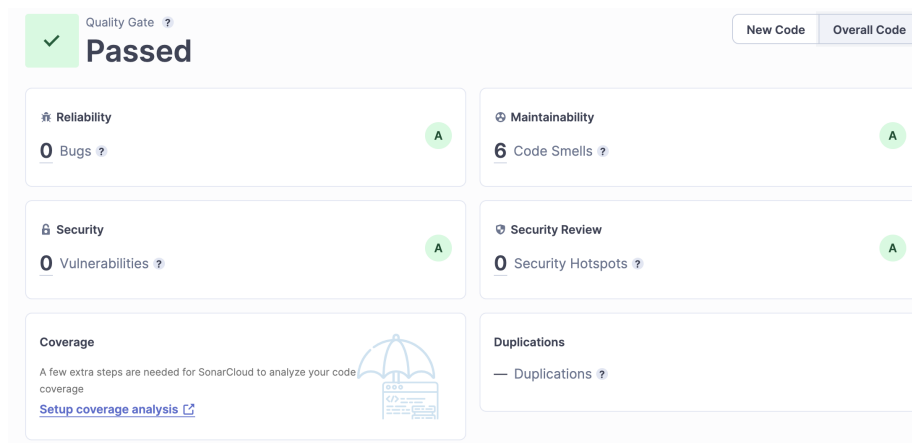 Quality Gate ?
Passed
New Code Overall Code
Reliability
0 Bugs ?
A
Maintainability
6 Code Smells ?
A
Security
0 Vulnerabilities ?
A
Security Review
0 Security Hotspots ?
A
Coverage
A few extra steps are needed for SonarCloud to analyze your code
coverage
Setup coverage analysis
</>
Duplications
— Duplications ?